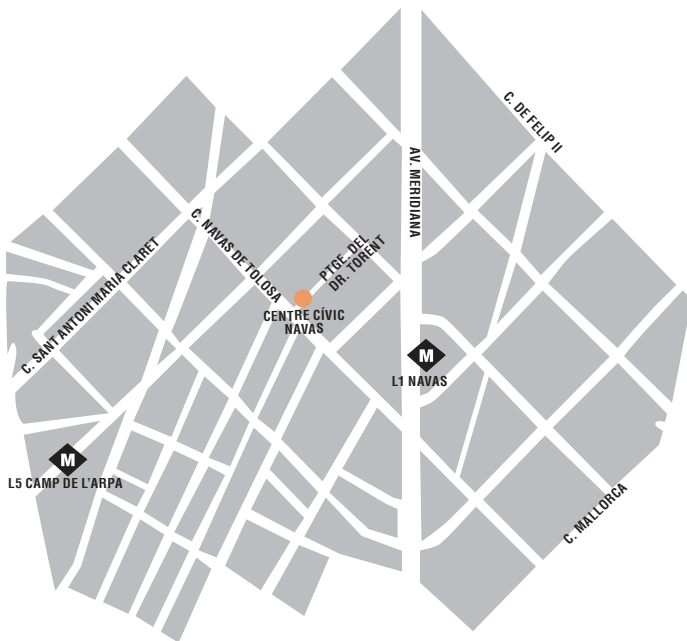 C. DE FELIP II
AV. MERIDIANA
C. NAVAS DE TOLOSA
PTGE. DEL
DR. TORENT
C. SANT ANTONI MARIA CLARET
CENTRE CÍVIC
NAVAS
M
L1 NAVAS
M
L5 CAMP DE L’ARPA
C. MALLORCA